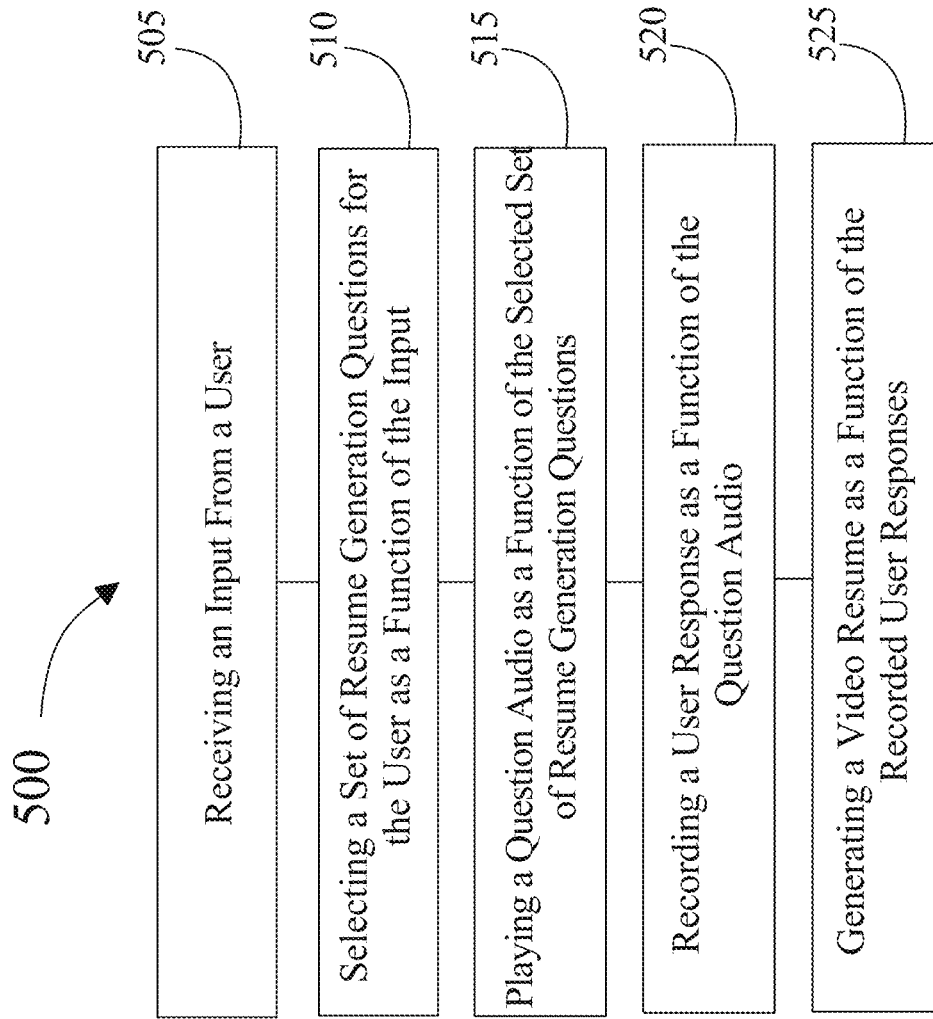 500
505
Receiving an Input From a User
510
Selecting a Set of Resume Generation Questions for
the User as a Function of the Input
515
Playing a Question Audio as a Function of the Selected Set
of Resume Generation Questions
520
Recording a User Response as a Function of the
Question Audio
525
Generating a Video Resume as a Function of the
Recorded User Responses